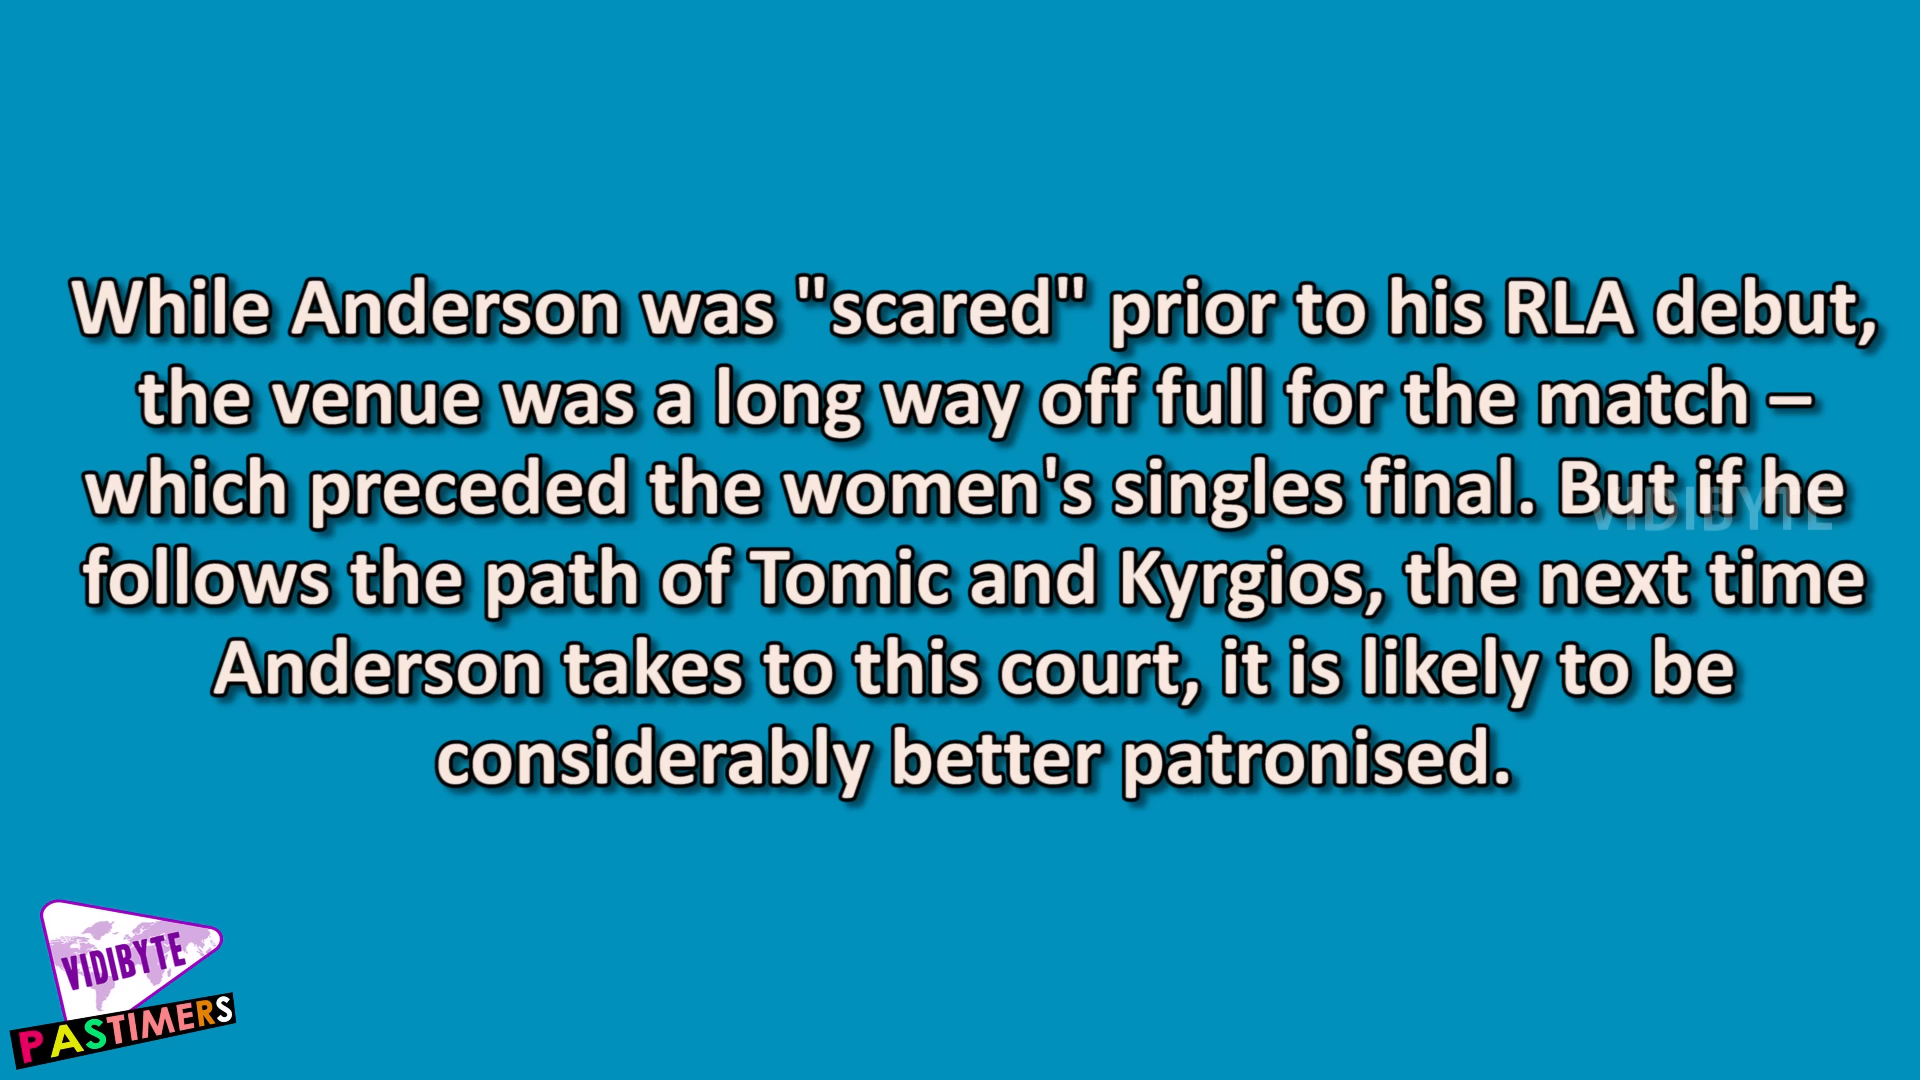 While Anderson was "scared" prior to his RLA debut,
the venue was a long way off full for the match –
which preceded the women's singles final. But if he
follows the path of Tomic and Kyrgios, the next time
Anderson takes to this court, it is likely to be
considerably better patronised.
VIDIBYTE
VIDIBYTE
PASTIMERS